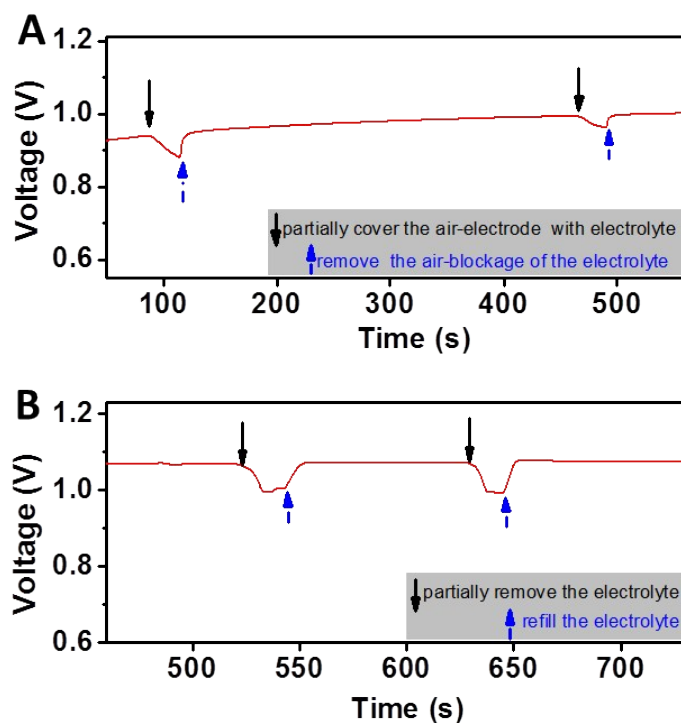 A
1.2
1.0
0.8
0.6
Voltage (V)
partially cover the air-electrode with electrolyte
remove the air-blockage of the electrolyte
100 200 300 400 500
Time (s)
B
1.2
1.0
0.8
0.6
Voltage (V)
partially remove the electrolyte
refill the electrolyte
500 550 600 650 700
Time (s)